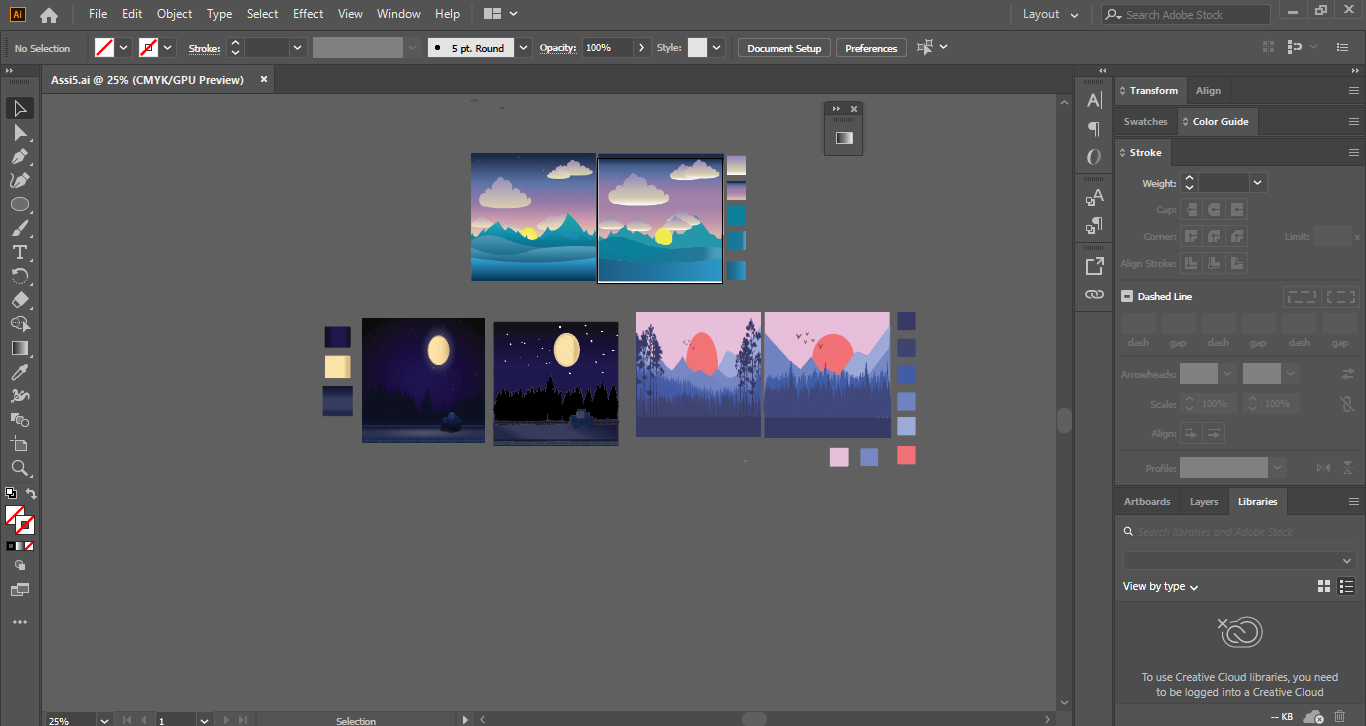 Ai File Edit Object Type Select Effect View Window Help Layout Search Adobe Stock
No Selection Stroke: 5 pt. Round Opacity: 100% Style: Document Setup Preferences
Assi5.ai @ 25% (CMYK/GPU Preview)
Transform Align
Swatches Color Guide
Stroke
Weight:
Cap:
Corner: Limit: x
Align Stroke:
Dashed Line
dash gap dash gap dash gap
Arrowheads:
Scale: 100% 100%
Align:
Profile:
Artboards Layers Libraries
Search libraries and Adobe Stock
View by type
To use Creative Cloud libraries, you need
to be logged into a Creative Cloud
-- KB
25% 1 Selection